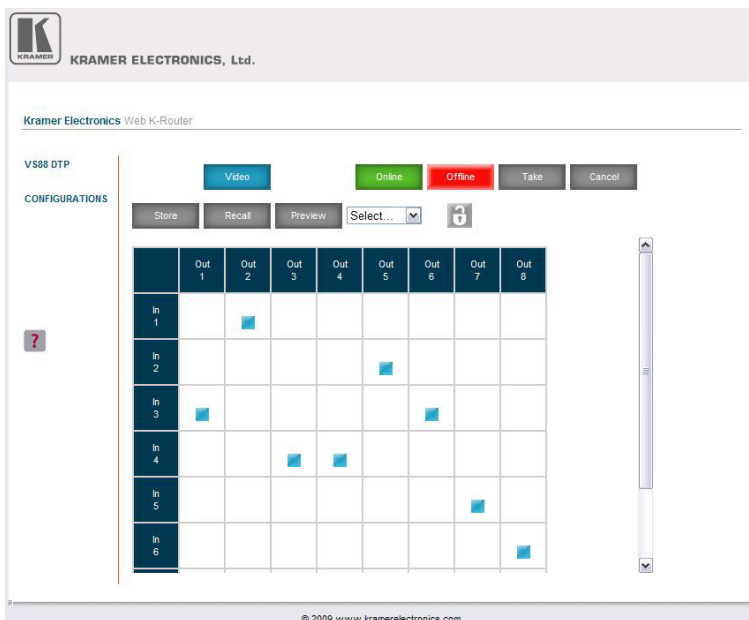 K
KRAMER
KRAMER ELECTRONICS, Ltd.
Kramer Electronics Web K-Router
VS88 DTP
CONFIGURATIONS
Video
Online
Offline
Take
Cancel
Store
Recall
Preview
Select...
Out 1
Out 2
Out 3
Out 4
Out 5
Out 6
Out 7
Out 8
In 1
In 2
In 3
In 4
In 5
In 6
?
© 2009 www.kramerelectronics.com